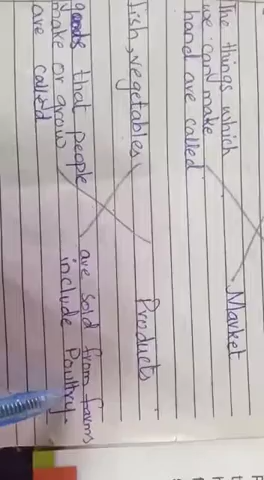 The things which
we can make
hand are called
Market
fish, vegetables
Products
goods that people
make or grow
are called
are sold from farms
include Poultry.